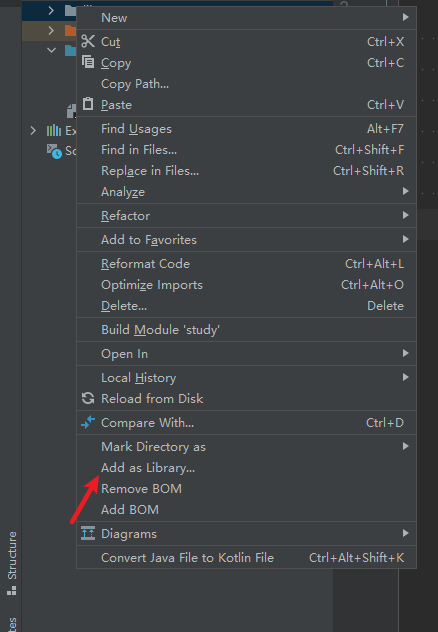 New
Cut Ctrl+X
Copy Ctrl+C
Copy Path...
Paste Ctrl+V
Find Usages Alt+F7
Find in Files... Ctrl+Shift+F
Replace in Files... Ctrl+Shift+R
Analyze
Refactor
Add to Favorites
Reformat Code Ctrl+Alt+L
Optimize Imports Ctrl+Alt+O
Delete... Delete
Build Module 'study'
Open In
Local History
Reload from Disk
Compare With... Ctrl+D
Mark Directory as
Add as Library...
Remove BOM
Add BOM
Diagrams
Convert Java File to Kotlin File Ctrl+Alt+Shift+K
Structure